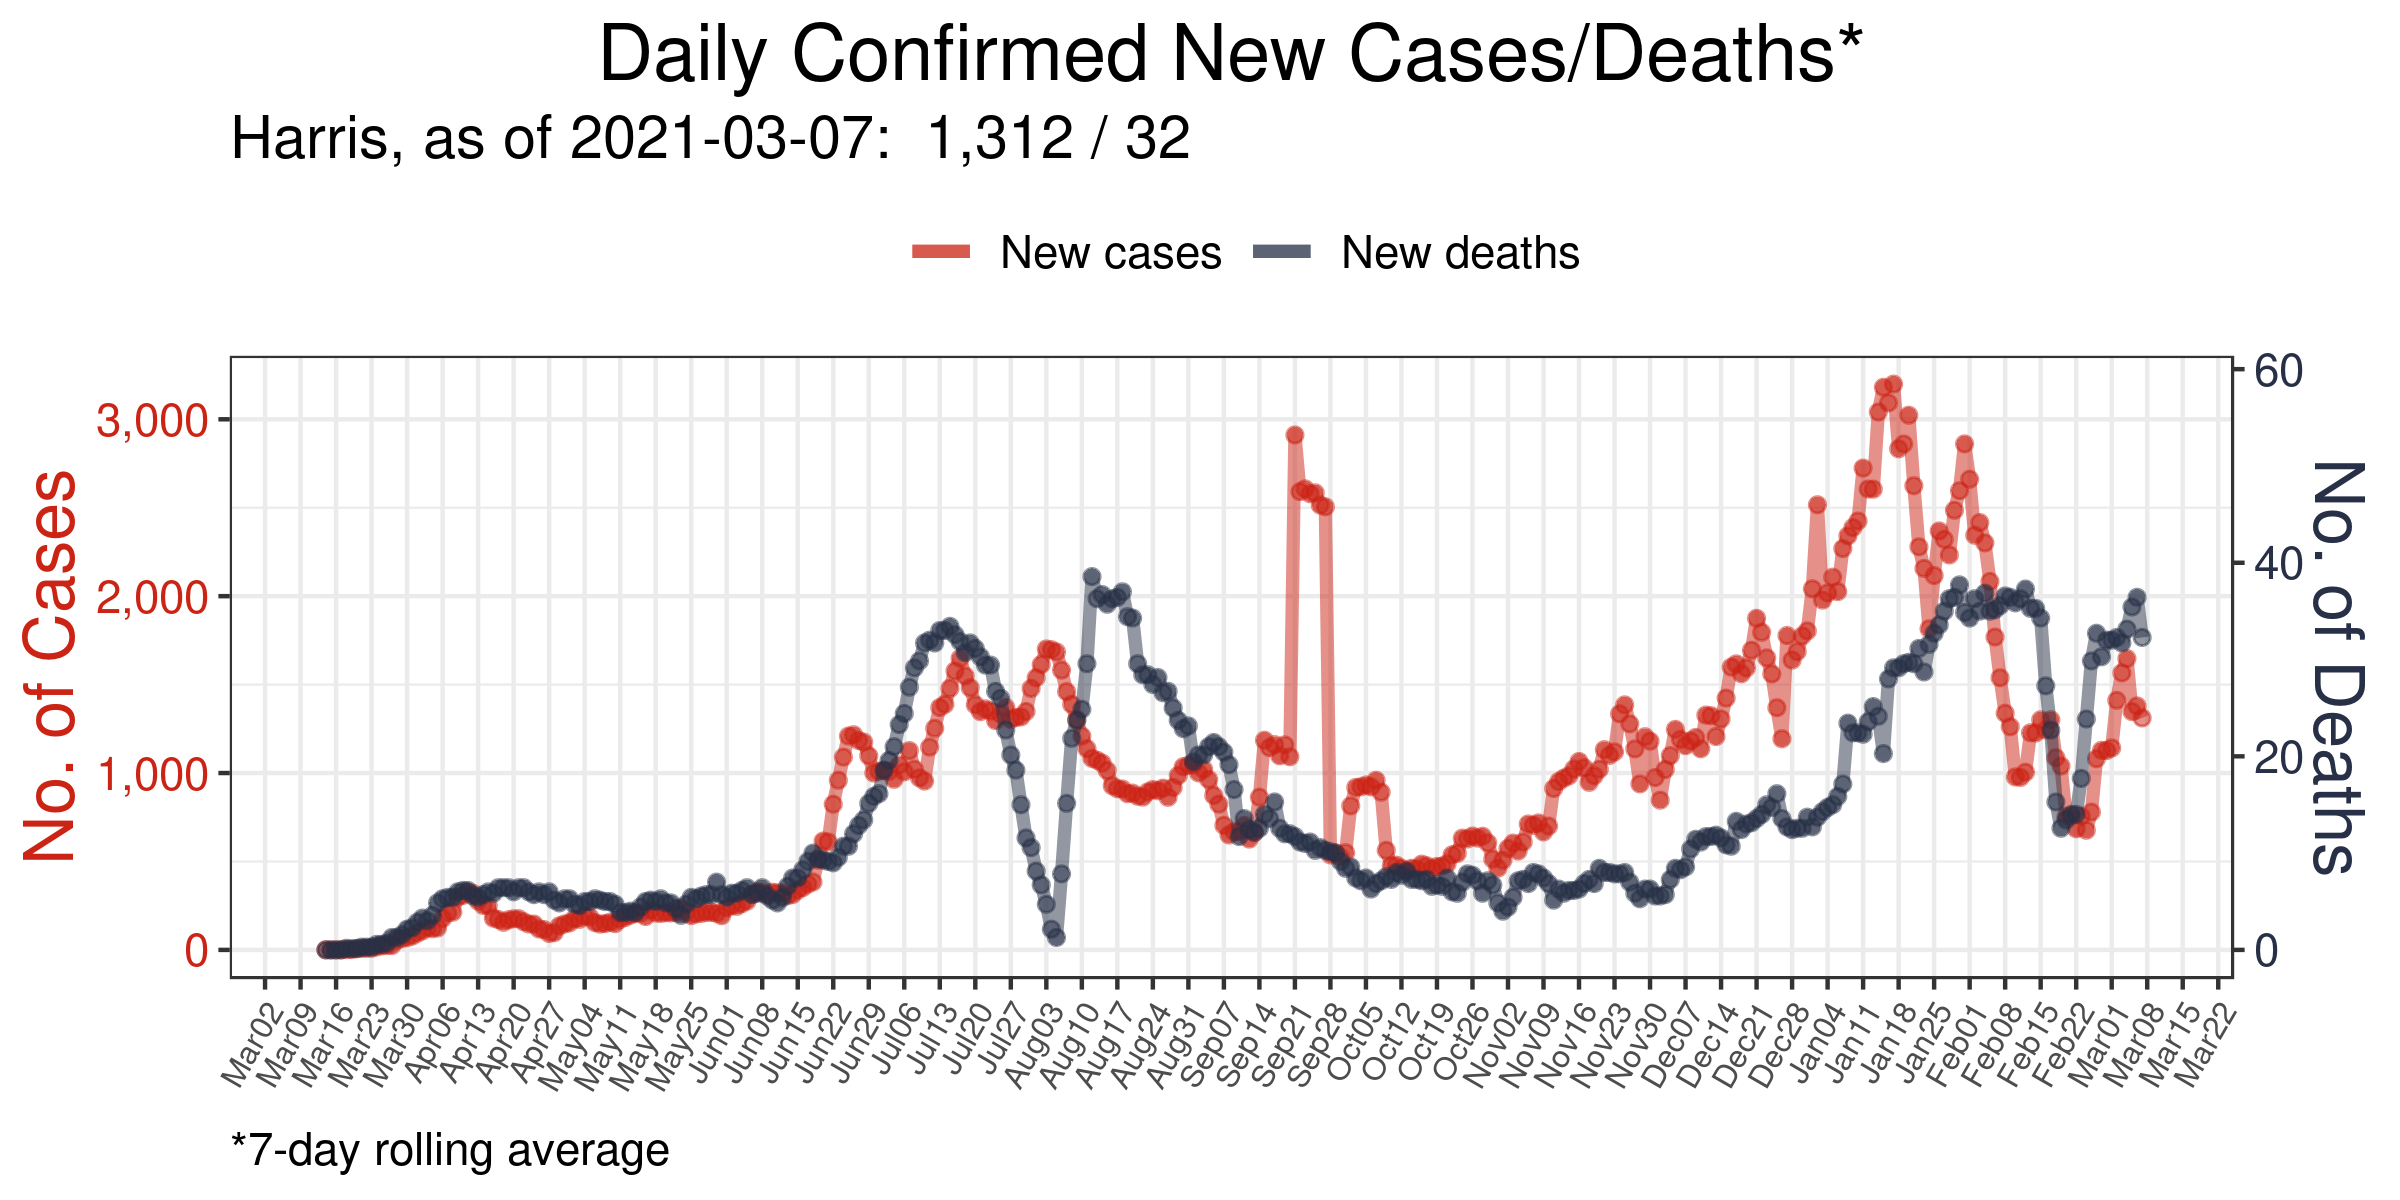 Daily Confirmed New Cases/Deaths*
Harris, as of 2021-03-07:  1,312 / 32
New cases
New deaths
No. of Cases
3,000
2,000
1,000
0
60
40
20
0
No. of Deaths
Mar02
Mar09
Mar16
Mar23
Mar30
Apr06
Apr13
Apr20
Apr27
May04
May11
May18
May25
Jun01
Jun08
Jun15
Jun22
Jun29
Jul06
Jul13
Jul20
Jul27
Aug03
Aug10
Aug17
Aug24
Aug31
Sep07
Sep14
Sep21
Sep28
Oct05
Oct12
Oct19
Oct26
Nov02
Nov09
Nov16
Nov23
Nov30
Dec07
Dec14
Dec21
Dec28
Jan04
Jan11
Jan18
Jan25
Feb01
Feb08
Feb15
Feb22
Mar01
Mar08
Mar15
Mar22
*7-day rolling average